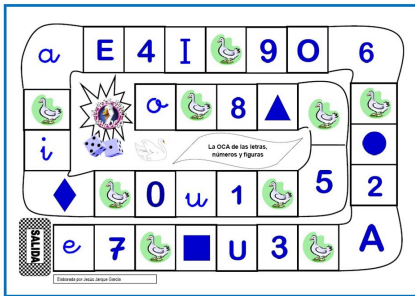 a E 4 I 9 O 6
o 8
i
La OCA de las letras,
números y figuras
0 u 1 5 2
SALIDA
e 7 U 3 A
Elaborada por Jesús Jarque García